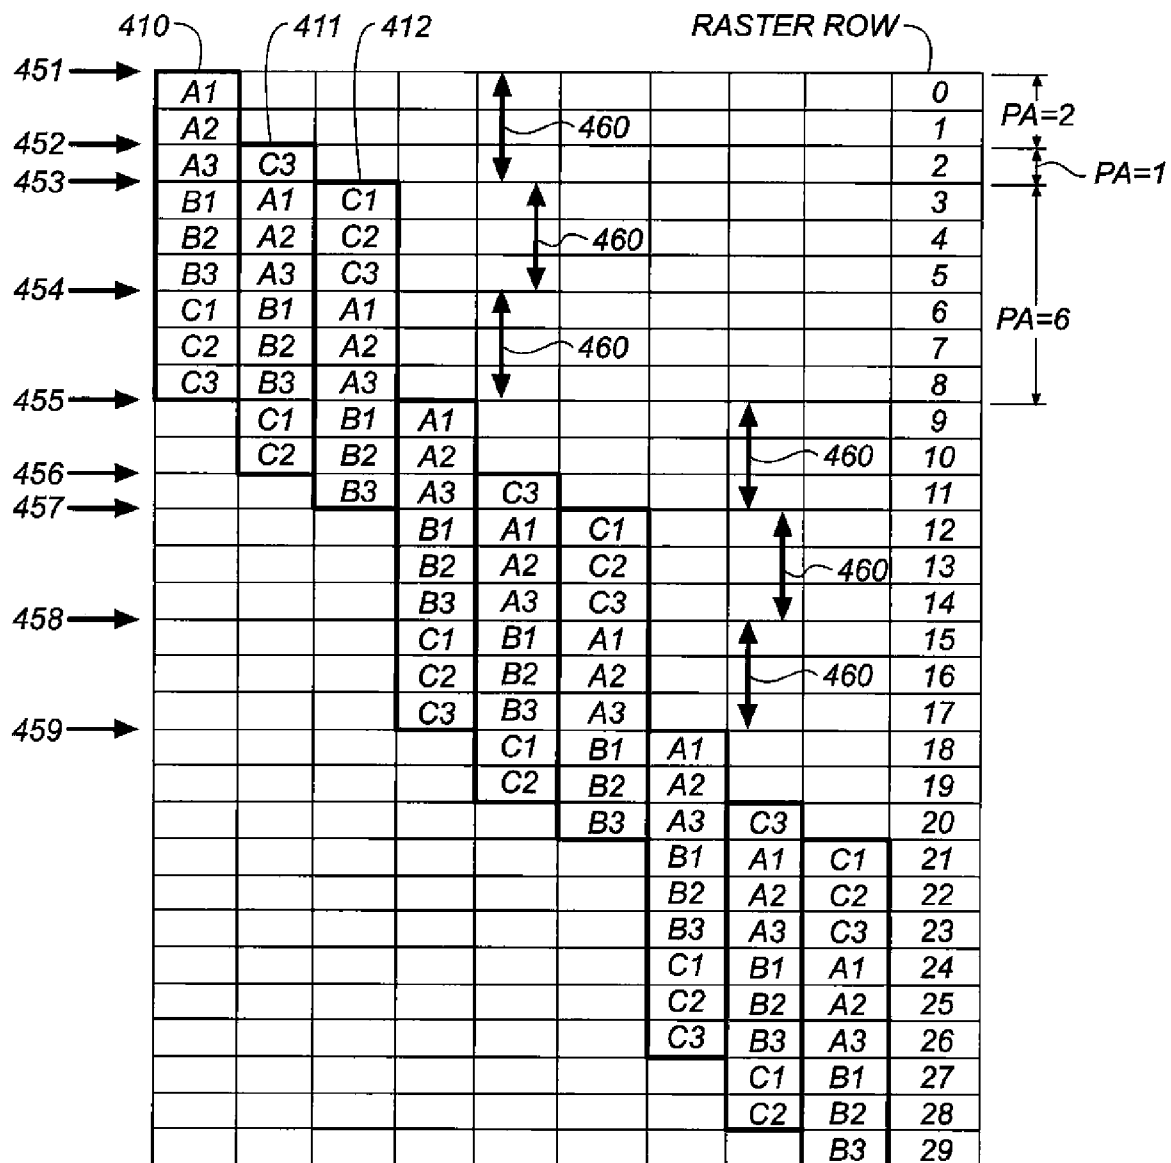 410 411 412 RASTER ROW
451 A1 0
A2 460 1 PA=2
452
A3 C3 2 PA=1
453
B1 A1 C1 3
B2 A2 C2 460 4
B3 A3 C3 5
454
C1 B1 A1 6 PA=6
C2 B2 A2 460 7
C3 B3 A3 8
455
C1 B1 A1 9
C2 B2 A2 460 10
456
B3 A3 C3 11
457
B1 A1 C1 12
B2 A2 C2 460 13
B3 A3 C3 14
458
C1 B1 A1 15
C2 B2 A2 460 16
C3 B3 A3 17
459
C1 B1 A1 18
C2 B2 A2 19
B3 A3 C3 20
B1 A1 C1 21
B2 A2 C2 22
B3 A3 C3 23
C1 B1 A1 24
C2 B2 A2 25
C3 B3 A3 26
C1 B1 27
C2 B2 28
B3 29